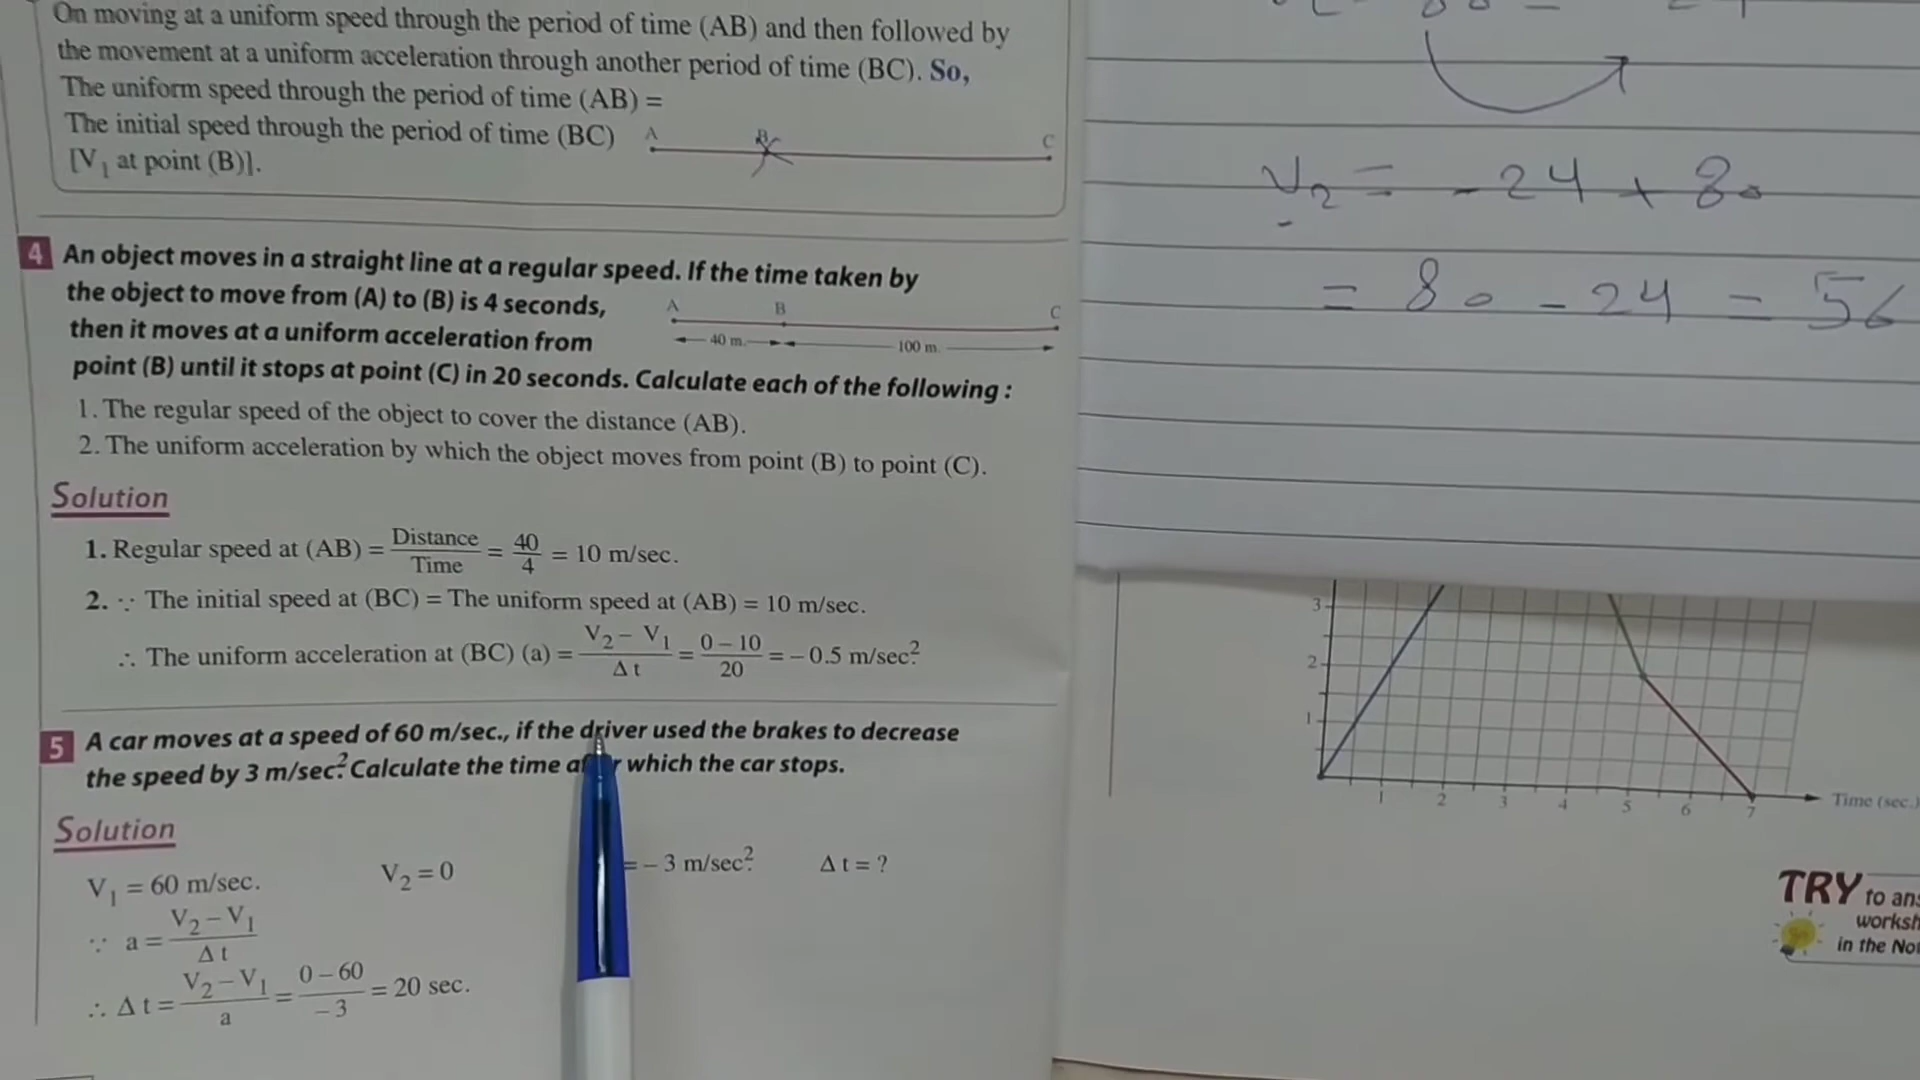 On moving at a uniform speed through the period of time (AB) and then followed by
the movement at a uniform acceleration through another period of time (BC). So,
The uniform speed through the period of time (AB) =
The initial speed through the period of time (BC)
[V1 at point (B)].
A B C
4 An object moves in a straight line at a regular speed. If the time taken by
the object to move from (A) to (B) is 4 seconds,
then it moves at a uniform acceleration from
point (B) until it stops at point (C) in 20 seconds. Calculate each of the following :
A B C
40 m. 100 m.
1. The regular speed of the object to cover the distance (AB).
2. The uniform acceleration by which the object moves from point (B) to point (C).
Solution
1. Regular speed at (AB) = Distance/Time = 40/4 = 10 m/sec.
2. ∵ The initial speed at (BC) = The uniform speed at (AB) = 10 m/sec.
∴ The uniform acceleration at (BC) (a) = V2 – V1/Δt = 0 – 10/20 = – 0.5 m/sec².
5 A car moves at a speed of 60 m/sec., if the driver used the brakes to decrease
the speed by 3 m/sec². Calculate the time which the car stops.
Solution
V1 = 60 m/sec. V2 = 0 = – 3 m/sec². Δt = ?
∵ a = V2 – V1/Δt
∴ Δt = V2 – V1/a = 0 – 60/– 3 = 20 sec.
V2 = - 24 + 80
= 80 - 24 = 56
3
2
1
1 2 3 4 5 6 7
Time (sec.)
TRY to
in the